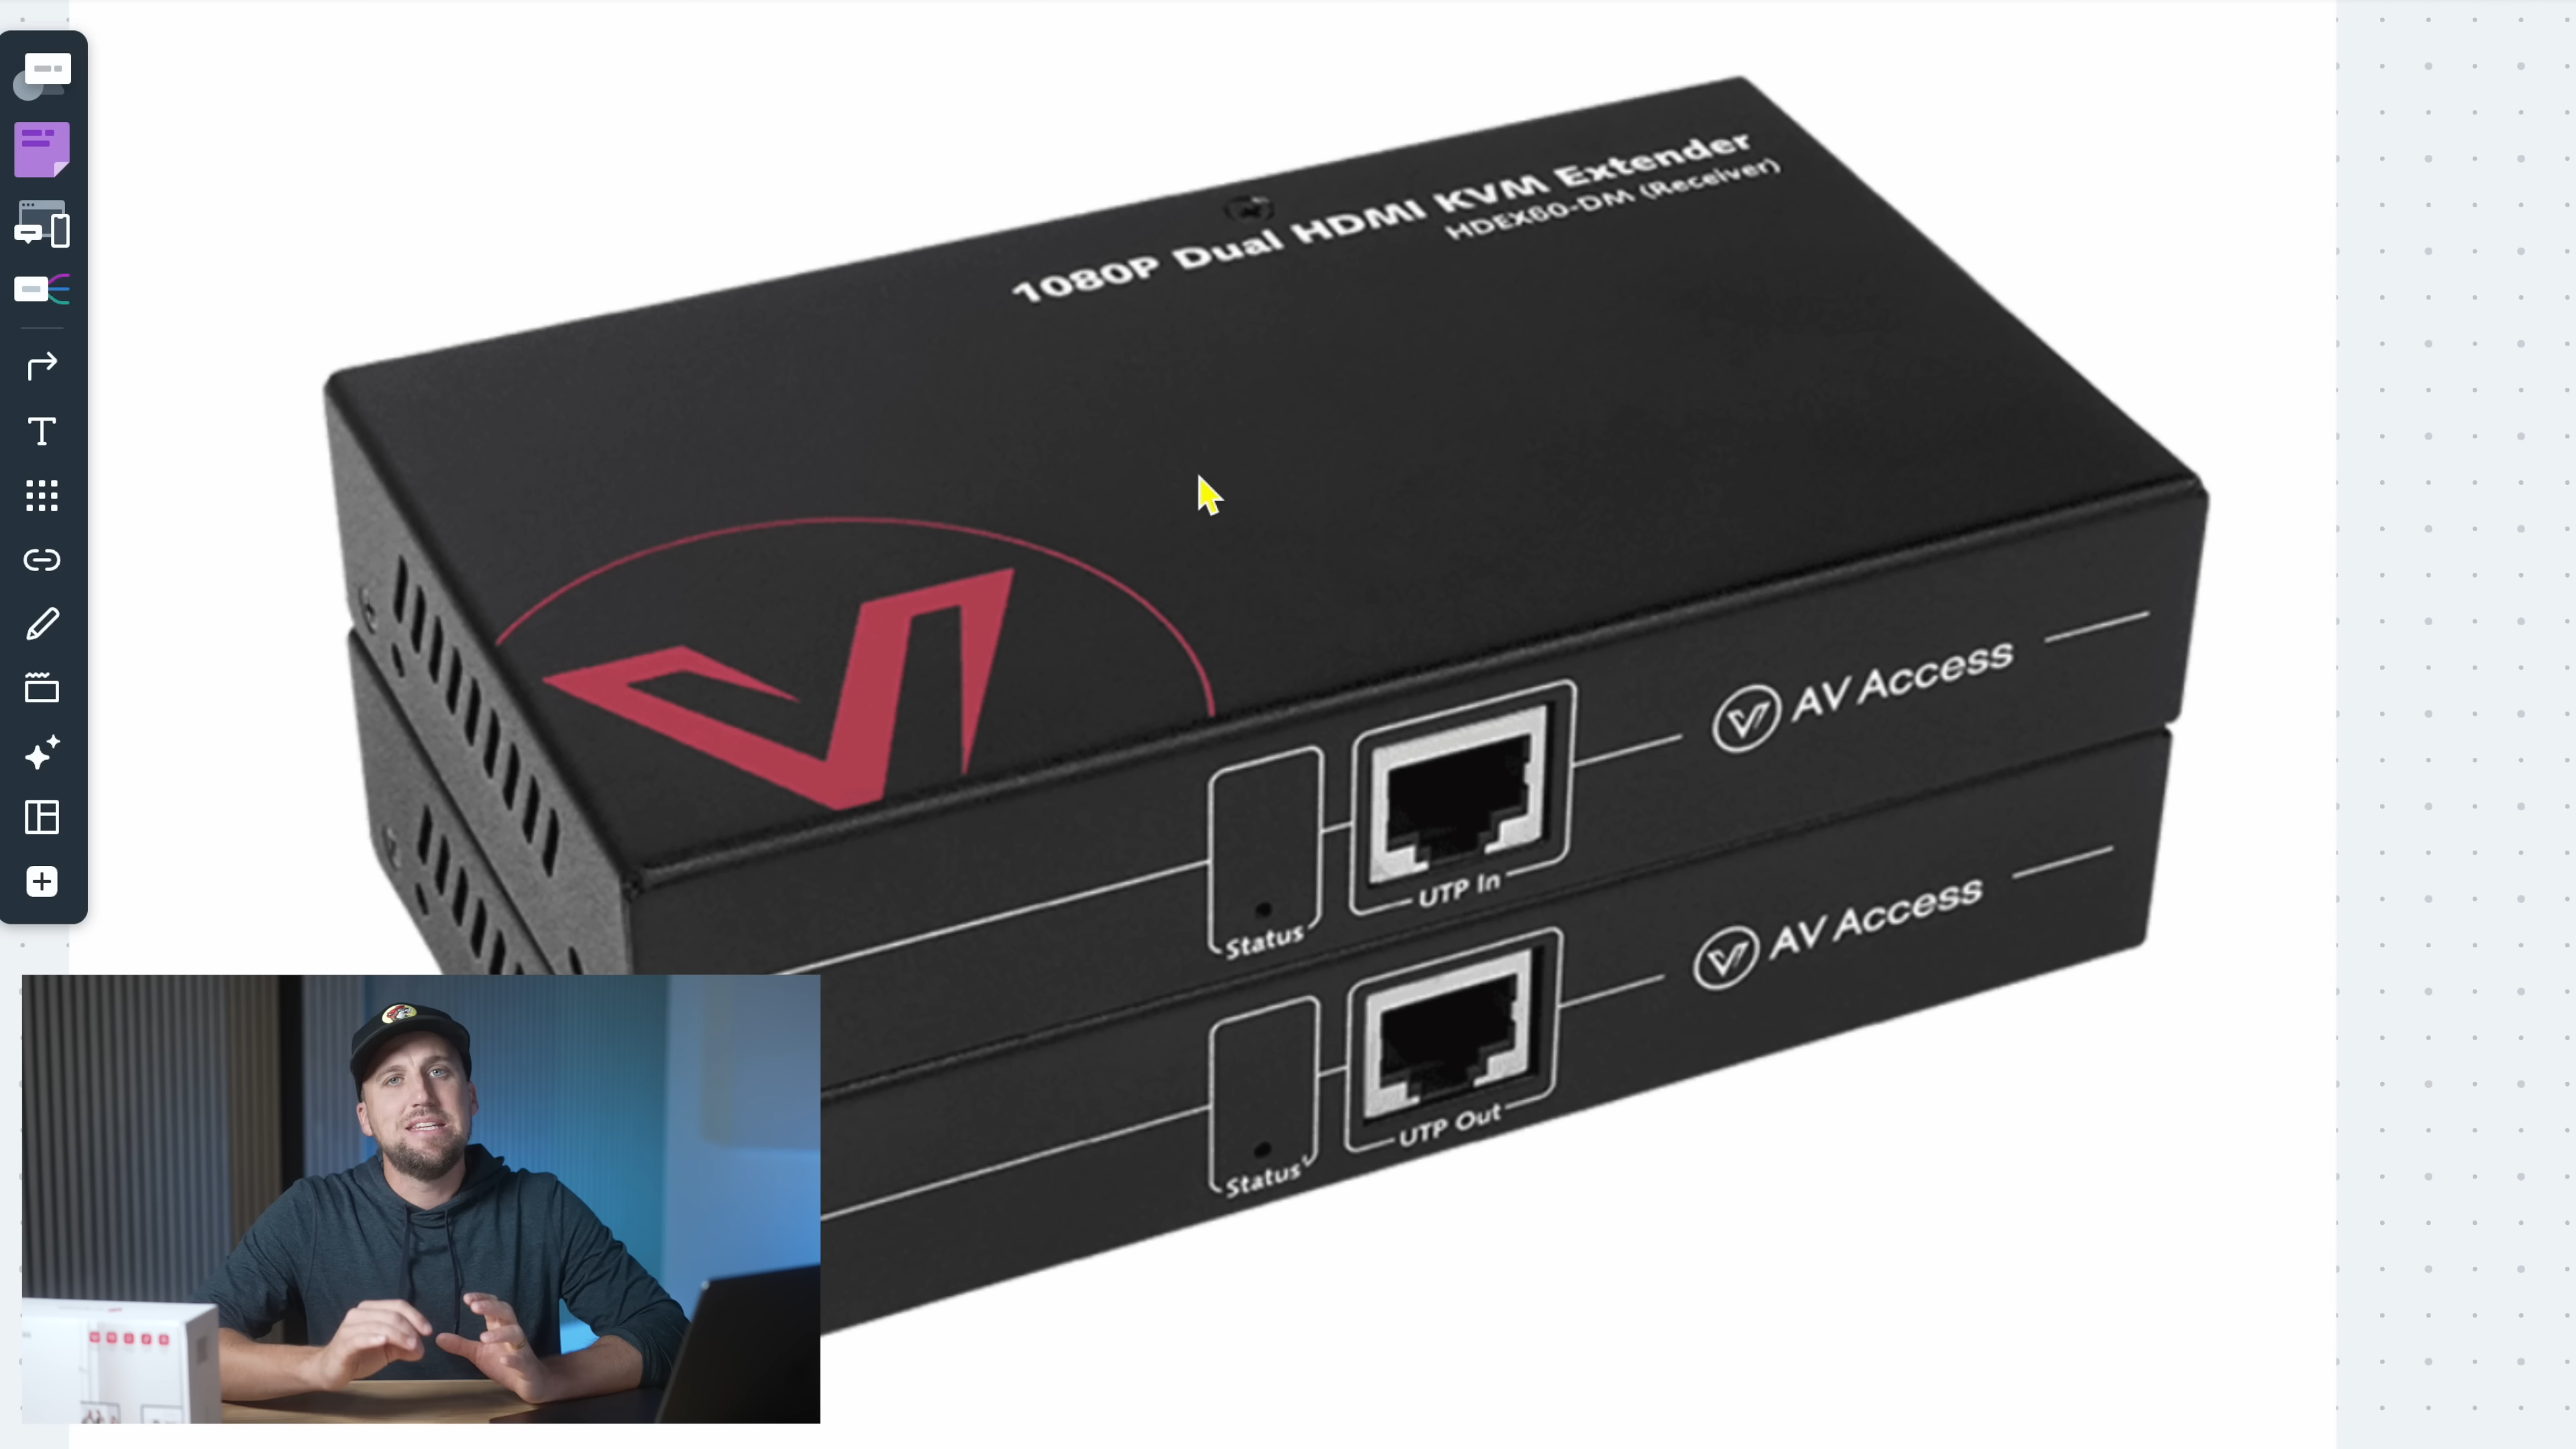 1080P Dual HDMI KVM Extender
HDEX60-DM (Receiver)
AV Access
UTP In
Status
AV Access
UTP Out
Status
T